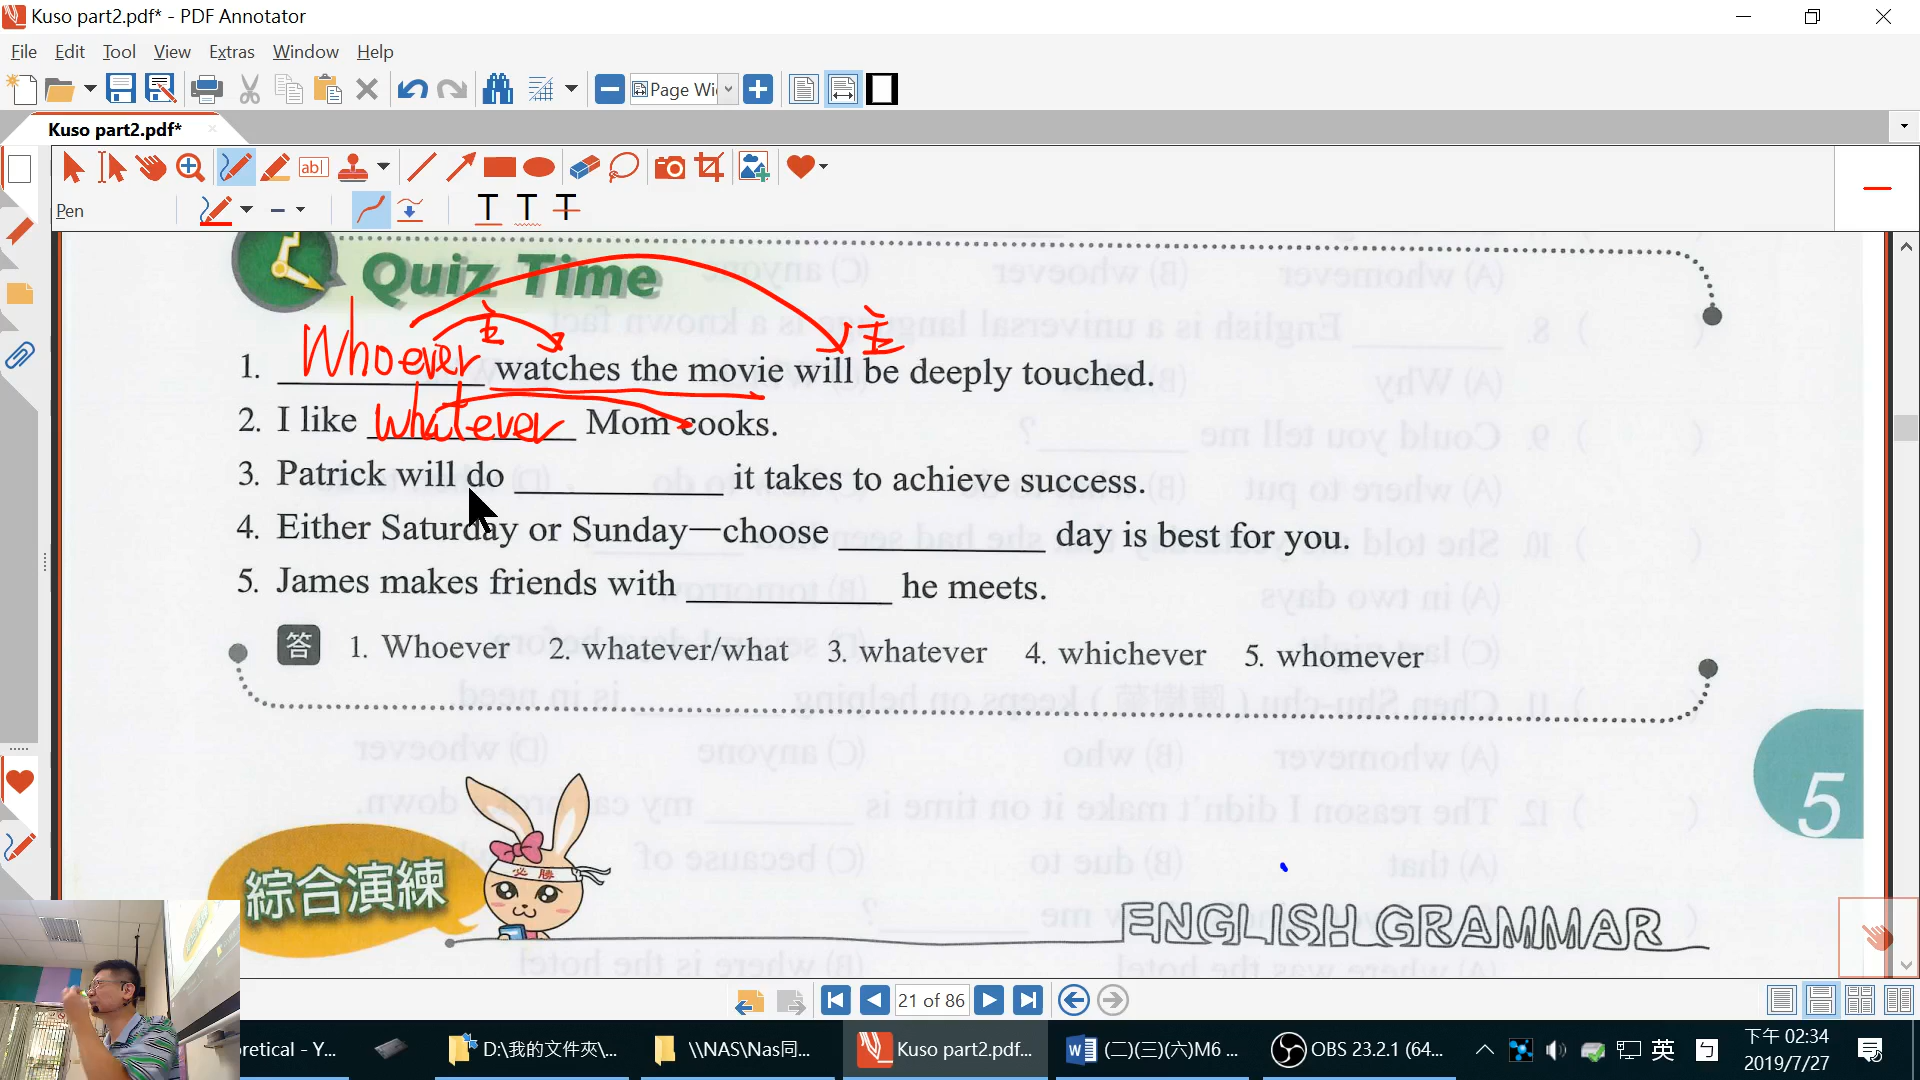 Kuso part2.pdf* - PDF Annotator
File Edit Tool View Extras Window Help
Page Wi
Kuso part2.pdf*
Pen
Quiz Time
主 主
1. Whoever watches the movie will be deeply touched.
2. I like whatever Mom cooks.
3. Patrick will do ____________ it takes to achieve success.
4. Either Saturday or Sunday—choose ____________ day is best for you.
5. James makes friends with ____________ he meets.
答 1. Whoever 2. whatever/what 3. whatever 4. whichever 5. whomever
5
必勝
綜合演練
ENGLISH GRAMMAR
21 of 86
oretical - Y... D:\我的文件夾\... \\NAS\Nas同... Kuso part2.pdf... (二)(三)(六)M6 ... OBS 23.2.1 (64... 英 ㄅ 下午 02:34
2019/7/27